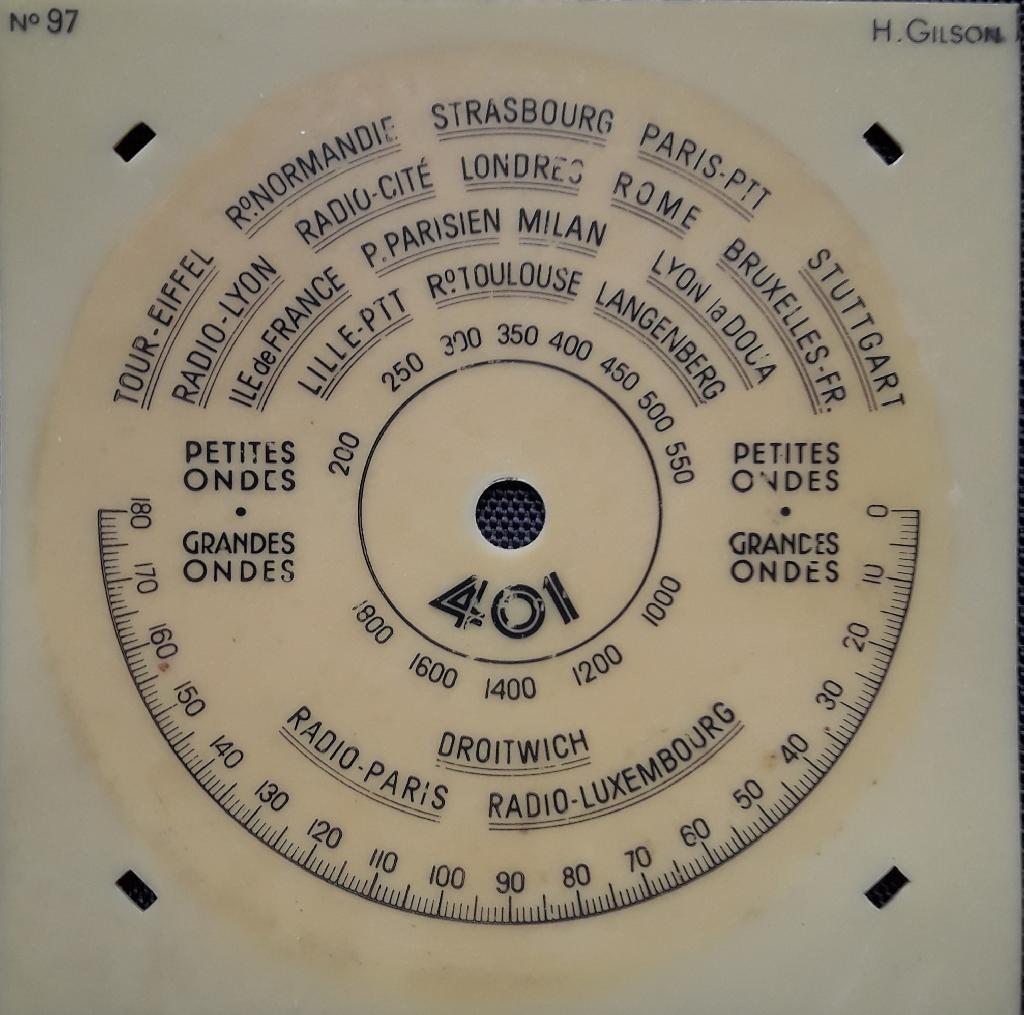 Nº 97
H. GILSON
STRASBOURG
Rº.NORMANDIE
PARIS-PTT
LONDRES
RADIO-CITÉ
ROME
P.PARISIEN
MILAN
TOUR-EIFFEL
RADIO-LYON
ILE de FRANCE
LILLE-PTT
Rº.TOULOUSE
LANGENBERG
LYON la DOUA
BRUXELLES-FR.
STUTTGART
200 250 300 350 400 450 500 550
PETITES
ONDES
•
GRANDES
ONDES
PETITES
ONDES
•
GRANDES
ONDES
401
1800 1600 1400 1200 1000
RADIO-PARIS
DROITWICH
RADIO-LUXEMBOURG
180 170 160 150 140 130 120 110 100 90 80 70 60 50 40 30 20 10 0